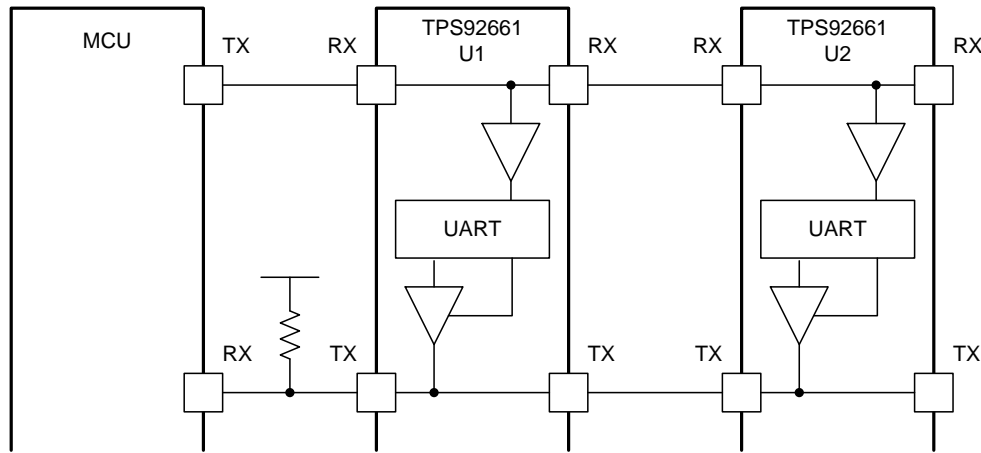 MCU
TX
RX
TPS92661
U1
RX
RX
TPS92661
U2
RX
UART
UART
RX
TX
TX
TX
TX